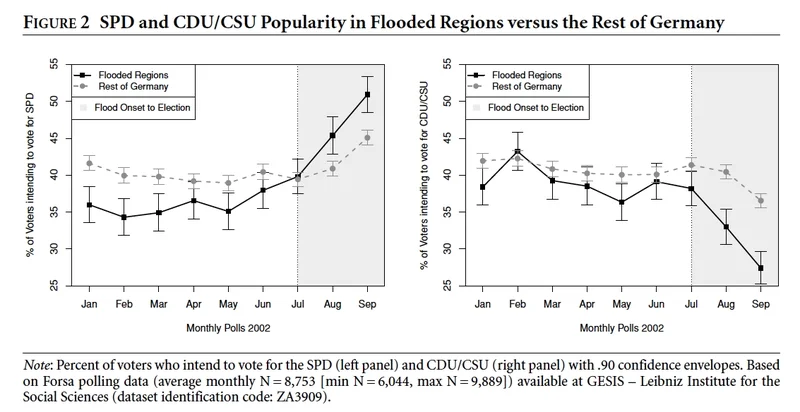 FIGURE 2 SPD and CDU/CSU Popularity in Flooded Regions versus the Rest of Germany
% of Voters intending to vote for SPD
55
50
45
40
35
30
25
Flooded Regions
Rest of Germany
Flood Onset to Election
Jan Feb Mar Apr May Jun Jul Aug Sep
Monthly Polls 2002
% of Voters intending to vote for CDU/CSU
55
50
45
40
35
30
25
Flooded Regions
Rest of Germany
Flood Onset to Election
Jan Feb Mar Apr May Jun Jul Aug Sep
Monthly Polls 2002
Note: Percent of voters who intend to vote for the SPD (left panel) and CDU/CSU (right panel) with .90 confidence envelopes. Based
on Forsa polling data (average monthly N = 8,753 [min N = 6,044, max N = 9,889]) available at GESIS – Leibniz Institute for the
Social Sciences (dataset identification code: ZA3909).